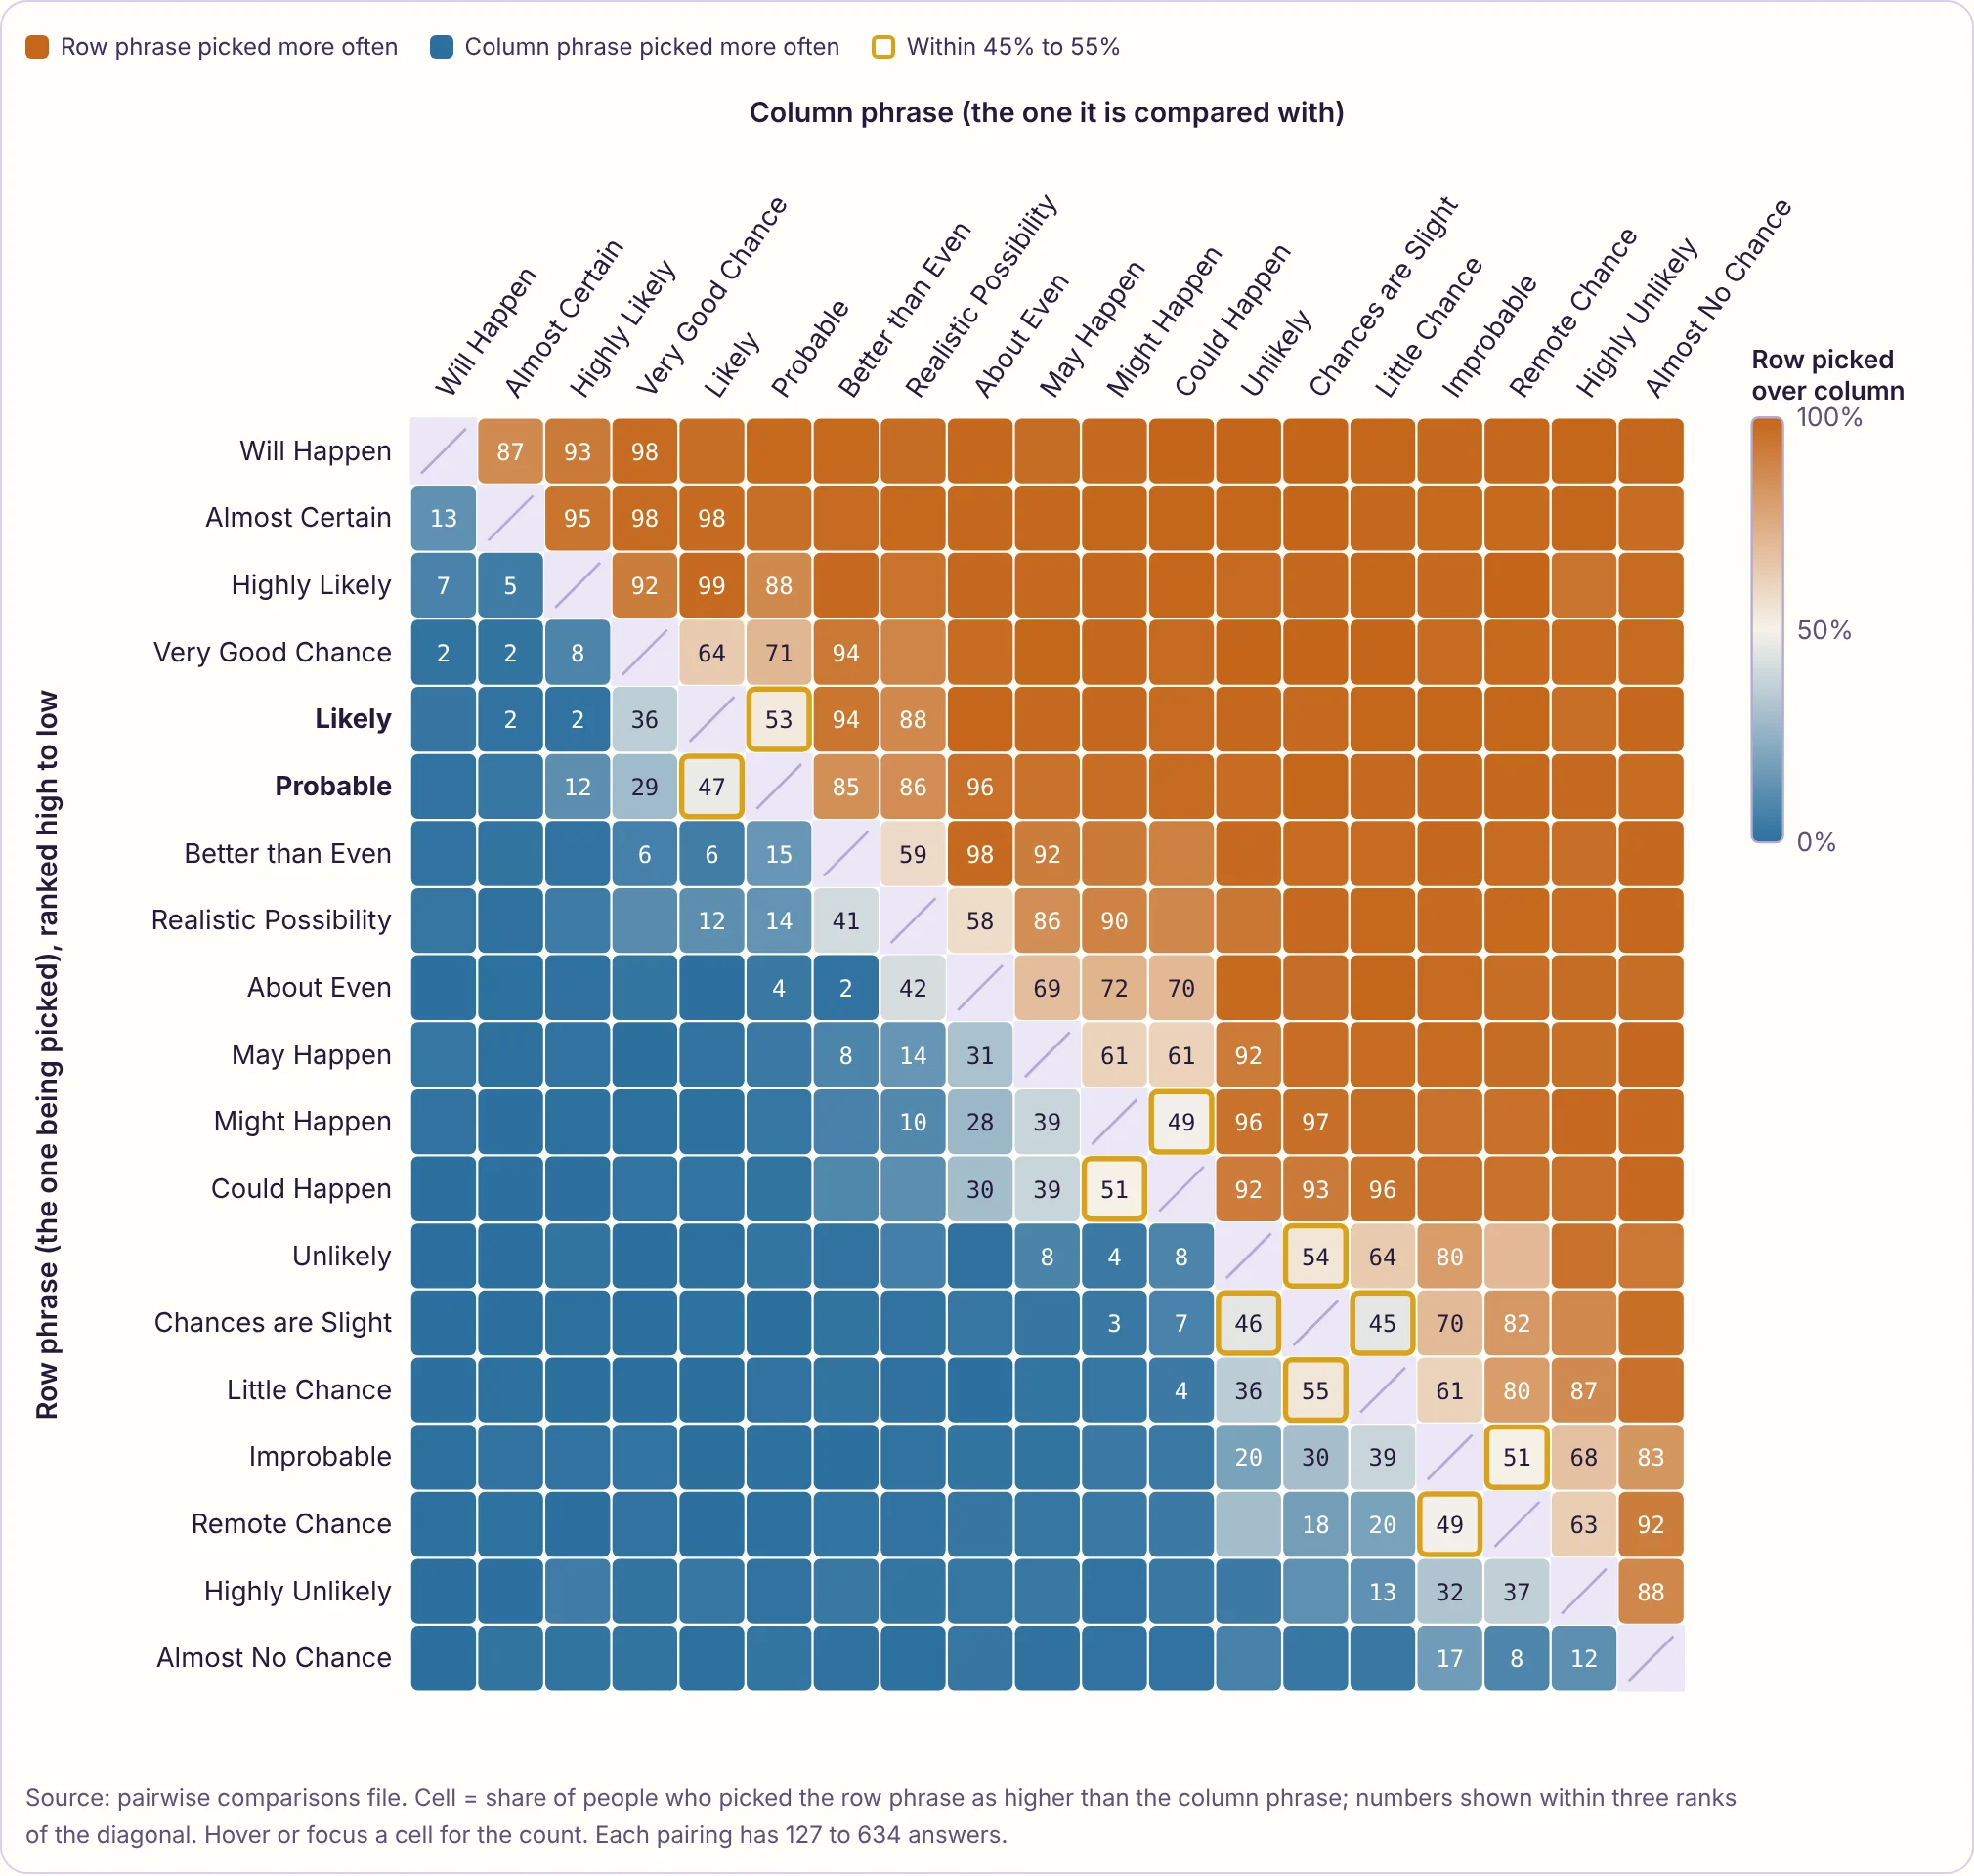 Row phrase picked more often Column phrase picked more often Within 45% to 55%
Column phrase (the one it is compared with)
Will Happen
Almost Certain
Highly Likely
Very Good Chance
Likely
Probable
Better than Even
Realistic Possibility
About Even
May Happen
Might Happen
Could Happen
Unlikely
Chances are Slight
Little Chance
Improbable
Remote Chance
Highly Unlikely
Almost No Chance
Row picked
over column
100%
50%
0%
Row phrase (the one being picked), ranked high to low
Will Happen 87 93 98
Almost Certain 13 95 98 98
Highly Likely 7 5 92 99 88
Very Good Chance 2 2 8 64 71 94
Likely 2 2 36 53 94 88
Probable 12 29 47 85 86 96
Better than Even 6 6 15 59 98 92
Realistic Possibility 12 14 41 58 86 90
About Even 4 2 42 69 72 70
May Happen 8 14 31 61 61 92
Might Happen 10 28 39 49 96 97
Could Happen 30 39 51 92 93 96
Unlikely 8 4 8 54 64 80
Chances are Slight 3 7 46 45 70 82
Little Chance 4 36 55 61 80 87
Improbable 20 30 39 51 68 83
Remote Chance 18 20 49 63 92
Highly Unlikely 13 32 37 88
Almost No Chance 17 8 12
Source: pairwise comparisons file. Cell = share of people who picked the row phrase as higher than the column phrase; numbers shown within three ranks
of the diagonal. Hover or focus a cell for the count. Each pairing has 127 to 634 answers.